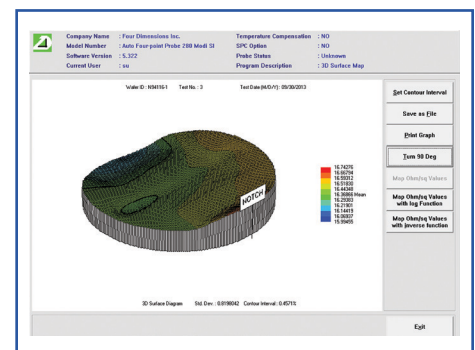 Company Name : Four Dimensions Inc. Temperature Compensation : NO
Model Number : Auto Four-point Probe 280 Modi SI SPC Option : NO
Software Version : 5.322 Probe Status : Unknown
Current User : su Program Description : 3D Surface Map
Wafer ID : N94116-1 Test No. : 3 Test Date (M/D/Y) : 09/30/2013
Set Contour Interval
Save as File
Print Graph
Turn 90 Deg
Map Ohm/sq Values
Map Ohm/sq Values
with log Function
Map Ohm/sq Values
with inverse function
NOTCH
16.74276
16.66794
16.59312
16.51830
16.44348
16.36866 Mean
16.29383
16.21901
16.14419
16.06937
15.99455
3D Surface Diagram Std. Dev. : 0.8199242 Contour Interval : 0.4571%
Exit